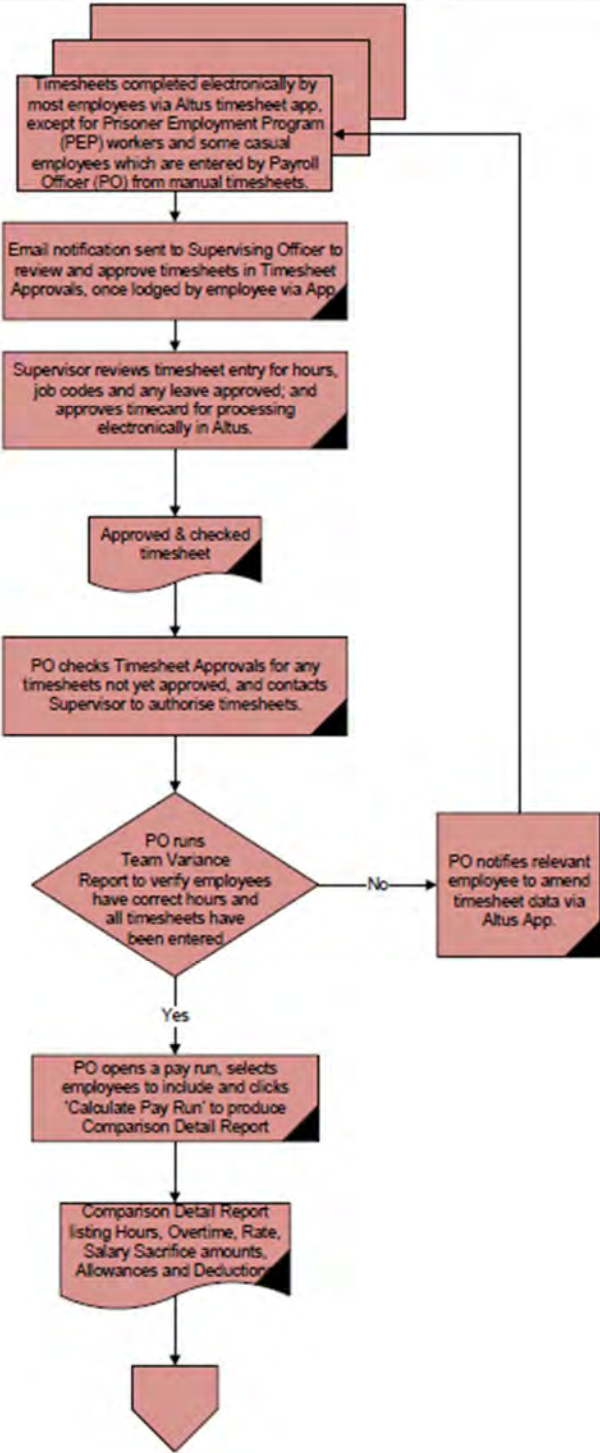 Timesheets completed electronically by
most employees via Altus timesheet app,
except for Prisoner Employment Program
(PEP) workers and some casual
employees which are entered by Payroll
Officer (PO) from manual timesheets.
Email notification sent to Supervising Officer to
review and approve timesheets in Timesheet
Approvals, once lodged by employee via App
Supervisor reviews timesheet entry for hours,
job codes and any leave approved; and
approves timecard for processing
electronically in Altus.
Approved & checked
timesheet
PO checks Timesheet Approvals for any
timesheets not yet approved, and contacts
Supervisor to authorise timesheets.
PO runs
Team Variance
Report to verify employees
have correct hours and
all timesheets have
been entered
No
PO notifies relevant
employee to amend
timesheet data via
Altus App.
Yes
PO opens a pay run, selects
employees to include and clicks
'Calculate Pay Run' to produce
Comparison Detail Report
Comparison Detail Report
listing Hours, Overtime, Rate,
Salary Sacrifice amounts,
Allowances and Deductions